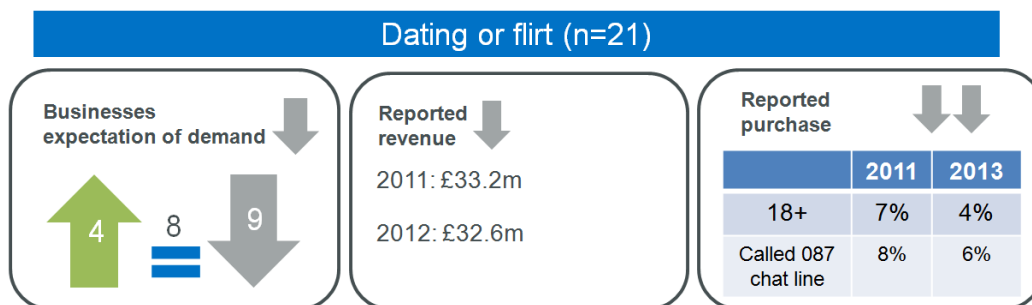 Dating or flirt (n=21)
Businesses
expectation of demand
4
8
9
Reported
revenue
2011: £33.2m
2012: £32.6m
Reported
purchase
2011 2013
18+ 7% 4%
Called 087
chat line 8% 6%